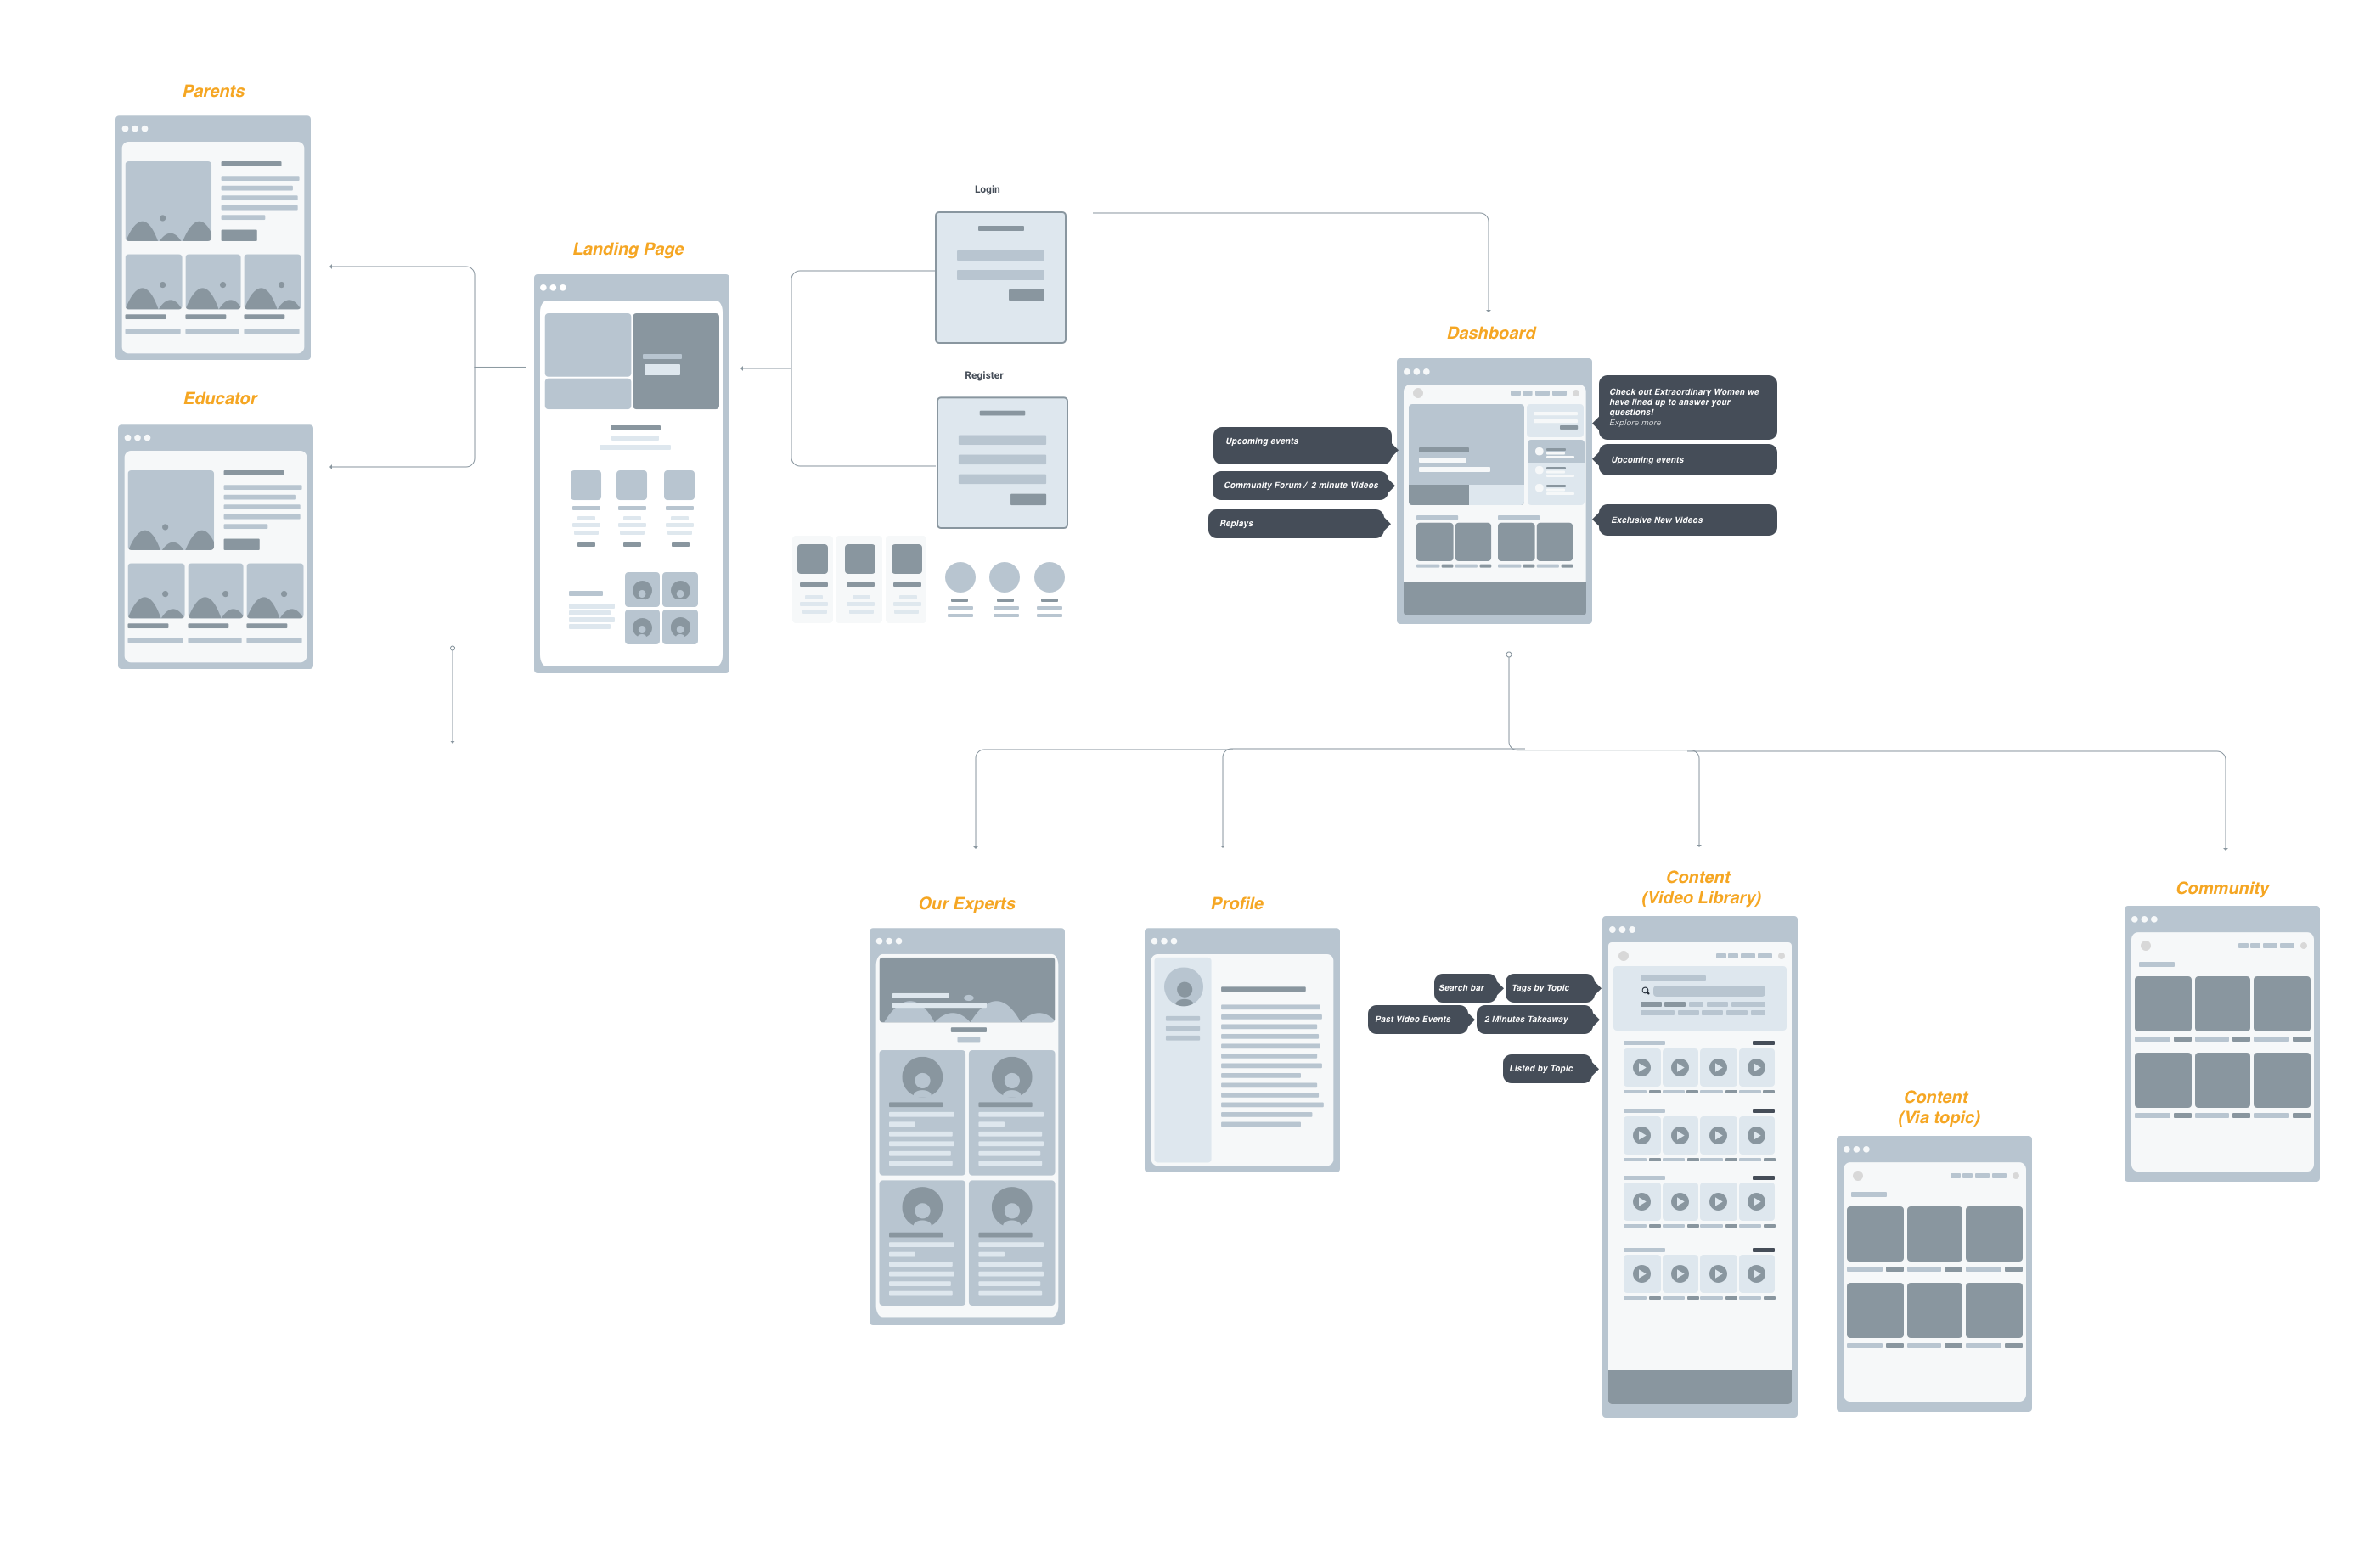 Parents
Educator
Landing Page
Login
Register
Dashboard
Upcoming events
Community Forum / 2 minute Videos
Replays
Check out Extraordinary Women we
have lined up to answer your
questions!
Explore more
Upcoming events
Exclusive New Videos
Our Experts
Profile
Content
(Video Library)
Search bar
Tags by Topic
Past Video Events
2 Minutes Takeaway
Listed by Topic
Content
(Via topic)
Community